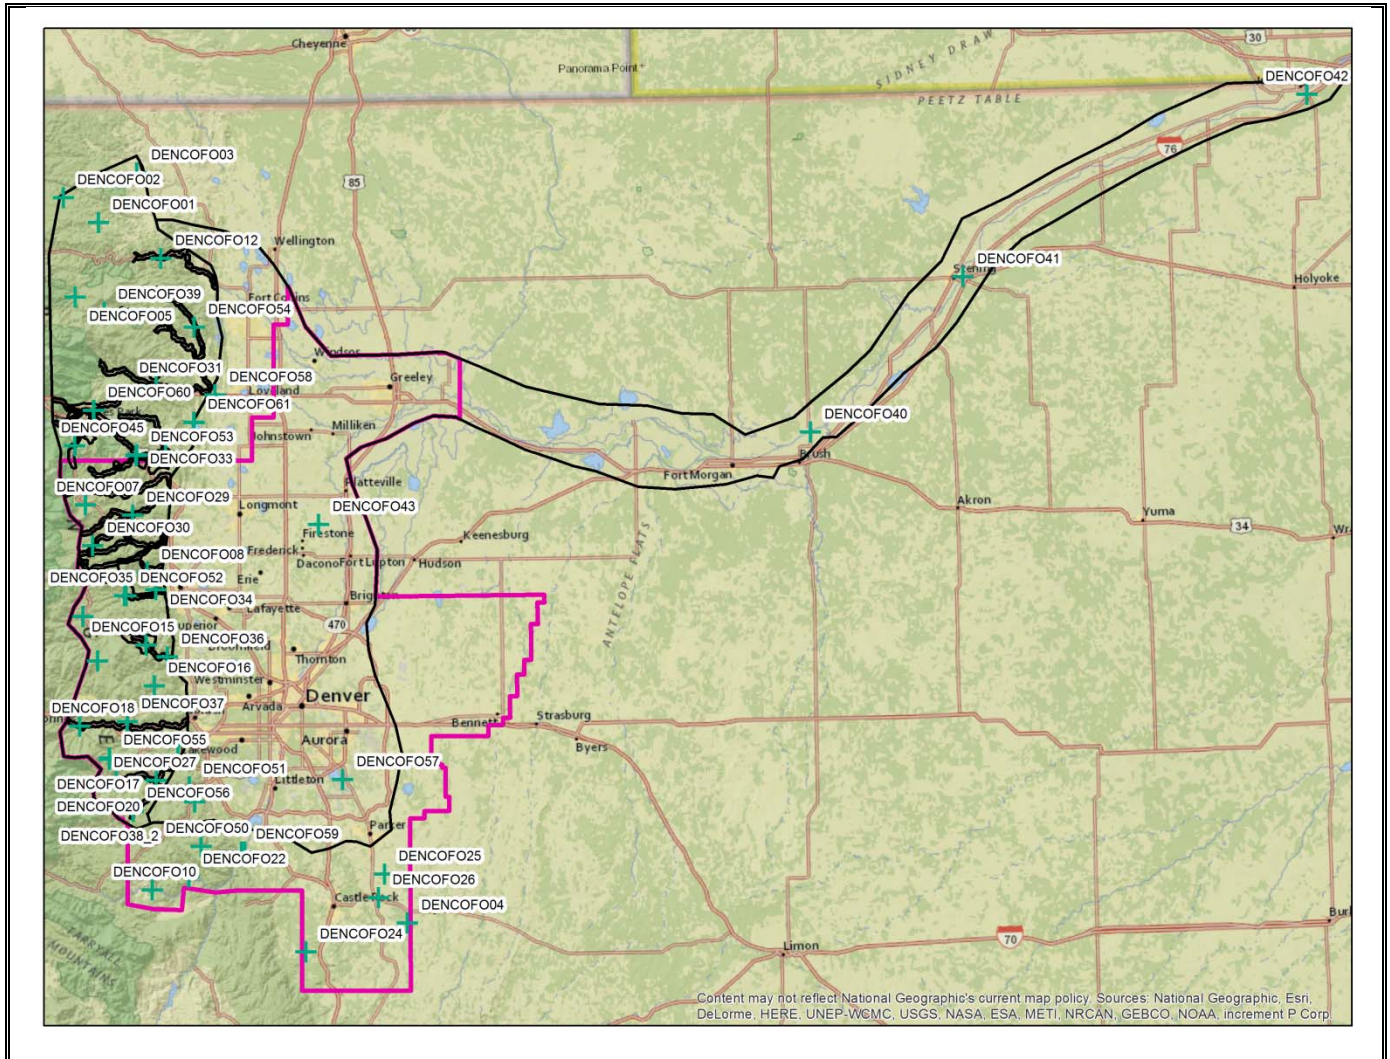 Cheyenne
Panorama Point
SIDNEY DRAW
30
DENCOFO42
PEETZ TABLE
76
DENCOFO03
DENCOFO02
85
DENCOFO01
DENCOFO12
Wellington
DENCOFO41
Sterling
Holyoke
DENCOFO39
Fort Collins
DENCOFO54
DENCOFO05
Windsor
DENCOFO31
DENCOFO58
Greeley
DENCOFO60
Loveland
DENCOFO61
DENCOFO40
DENCOFO45
Milliken
DENCOFO53
Johnstown
DENCOFO33
Brush
Fort Morgan
DENCOFO07
Platteville
DENCOFO29
Akron
Longmont
DENCOFO43
Yuma
DENCOFO30
34
Firestone
Keenesburg
Frederick
DENCOFO08
Dacono
Fort Lupton
Hudson
ANTELOPE FLATS
DENCOFO35
DENCOFO52
Erie
Brighton
DENCOFO34
Lafayette
DENCOFO15
470
Superior
DENCOFO36
Broomfield
Thornton
DENCOFO16
Westminster
Denver
DENCOFO18
DENCOFO37
Arvada
Bennett
Strasburg
DENCOFO55
Aurora
Byers
Lakewood
DENCOFO27
DENCOFO51
DENCOFO57
DENCOFO17
Littleton
DENCOFO56
DENCOFO20
DENCOFO38_2
DENCOFO50
DENCOFO59
Parker
DENCOFO22
DENCOFO25
DENCOFO10
DENCOFO26
Castle Rock
DENCOFO04
DENCOFO24
70
Limon
TARRYALL
MOUNTAINS
Content may not reflect National Geographic's current map policy. Sources: National Geographic, Esri,
DeLorme, HERE, UNEP-WCMC, USGS, NASA, ESA, METI, NRCAN, GEBCO, NOAA, increment P Corp.